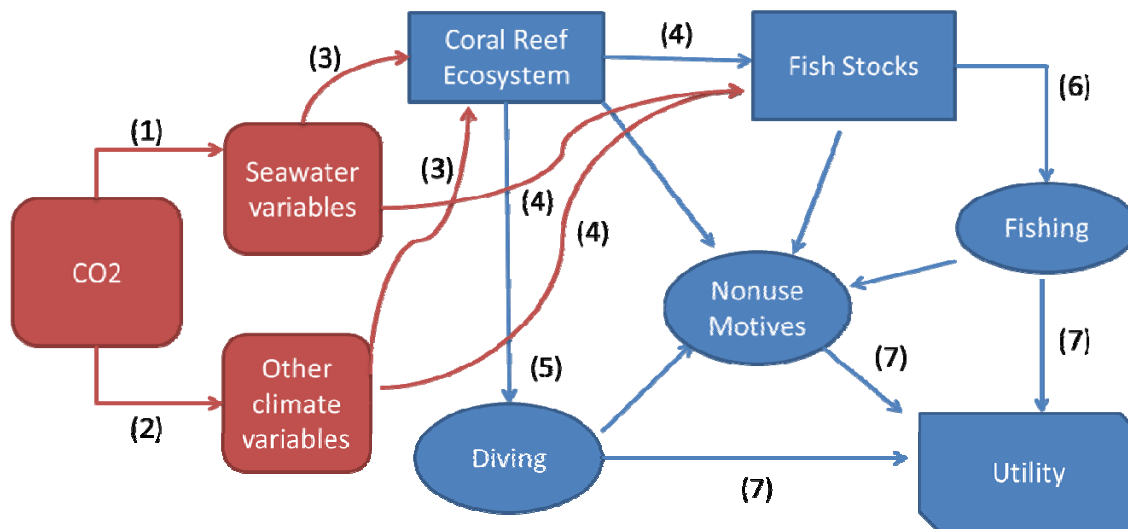 Coral Reef
Ecosystem
(4)
Fish Stocks
(3)
(6)
(1)
Seawater
variables
(3)
(4)
(4)
Fishing
CO2
Nonuse
Motives
Other
climate
variables
(2)
(5)
(7)
(7)
Diving
(7)
Utility